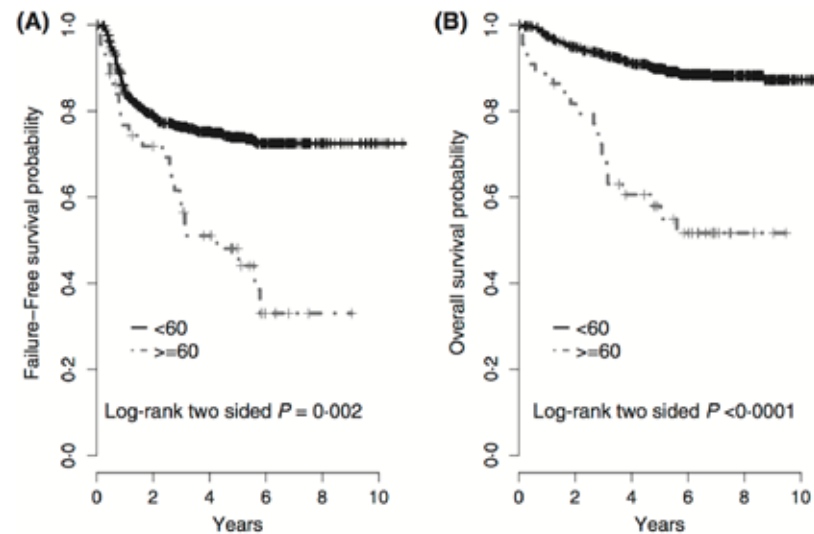 (A)
Failure–Free survival probability
1·0
0·8
0·6
0·4
0·2
0·0
<60
>=60
Log-rank two sided P = 0·002
0 2 4 6 8 10
Years
(B)
Overall survival probability
1·0
0·8
0·6
0·4
0·2
0·0
<60
>=60
Log-rank two sided P <0·0001
0 2 4 6 8 10
Years